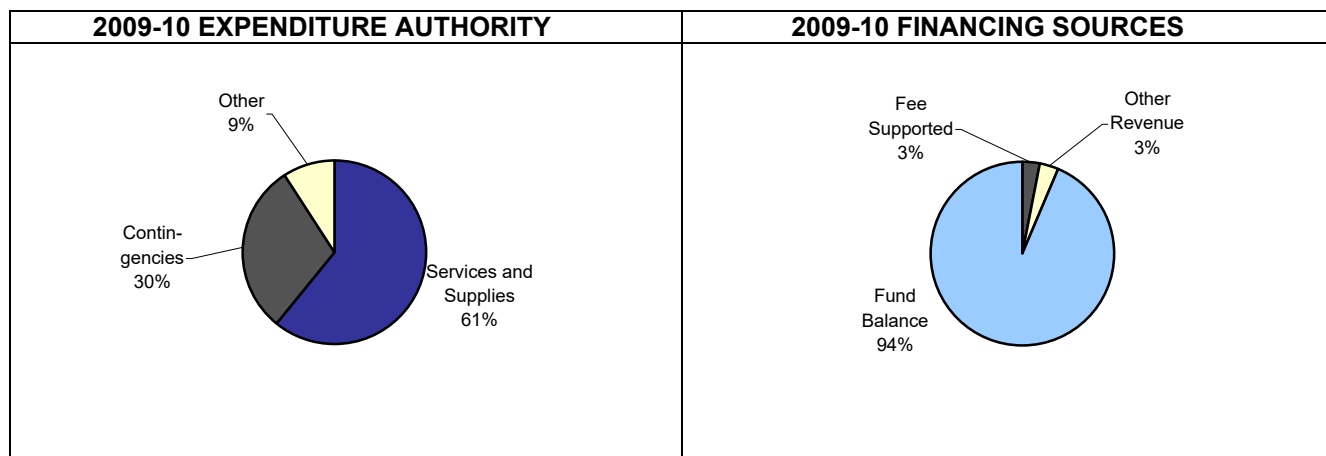 2009-10 EXPENDITURE AUTHORITY
2009-10 FINANCING SOURCES
Other
9%
Contin-
gencies
30%
Services and
Supplies
61%
Fee
Supported
3%
Other
Revenue
3%
Fund
Balance
94%